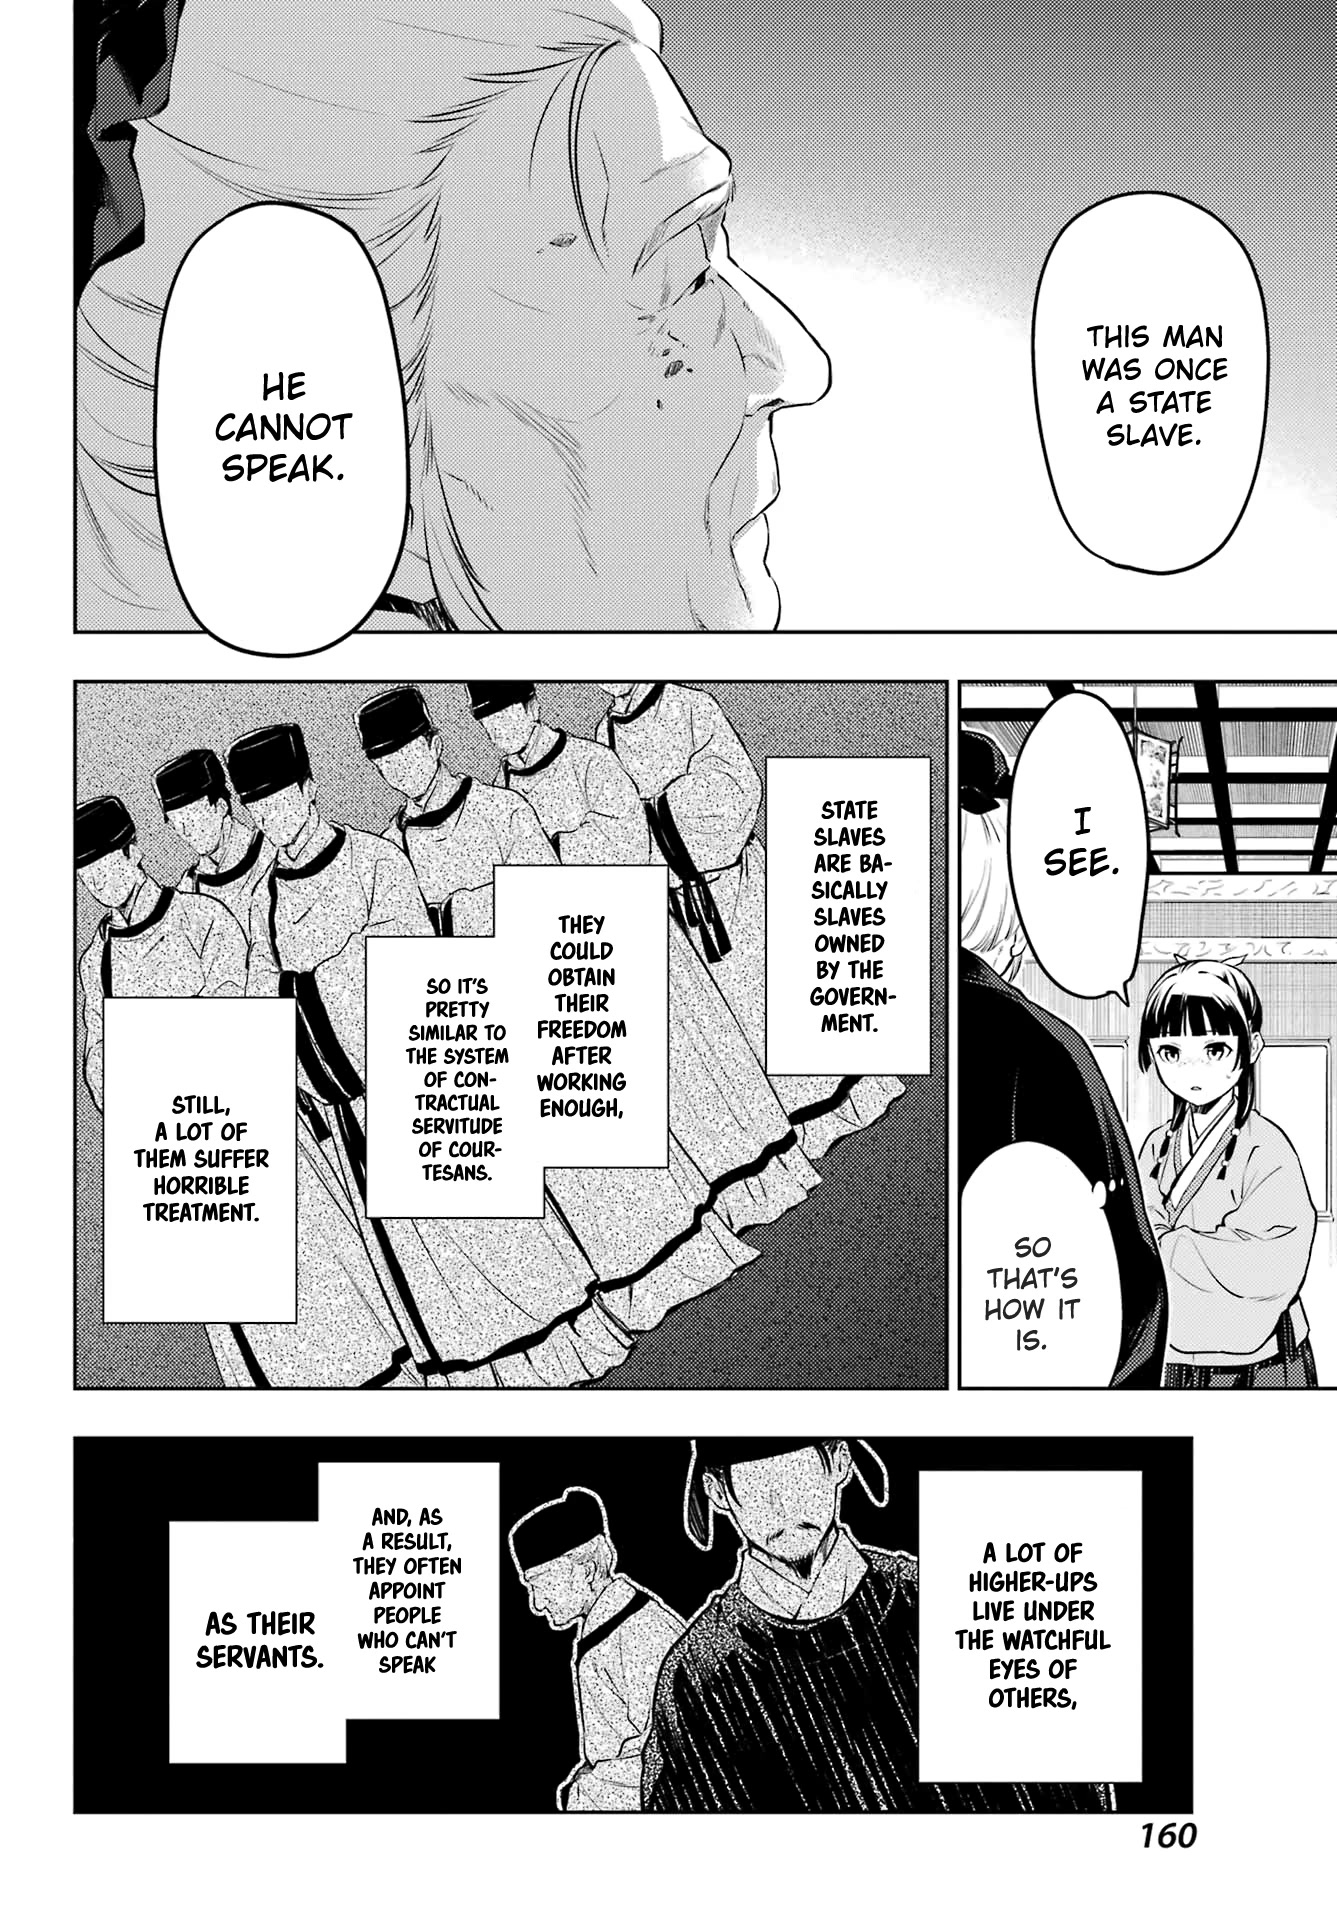 THIS MAN
WAS ONCE
A STATE
SLAVE.
HE
CANNOT
SPEAK.
I
SEE.
SO
THAT'S
HOW IT
IS.
STATE
SLAVES
ARE BA-
SICALLY
SLAVES
OWNED
BY THE
GOVERN-
MENT.
THEY
COULD
OBTAIN
THEIR
FREEDOM
AFTER
WORKING
ENOUGH,
SO IT'S
PRETTY
SIMILAR TO
THE SYSTEM
OF CON-
TRACTUAL
SERVITUDE
OF COUR-
TESANS.
STILL,
A LOT OF
THEM SUFFER
HORRIBLE
TREATMENT.
A LOT OF
HIGHER-UPS
LIVE UNDER
THE WATCHFUL
EYES OF
OTHERS,
AND, AS
A RESULT,
THEY OFTEN
APPOINT
PEOPLE
WHO CAN'T
SPEAK
AS THEIR
SERVANTS.
160